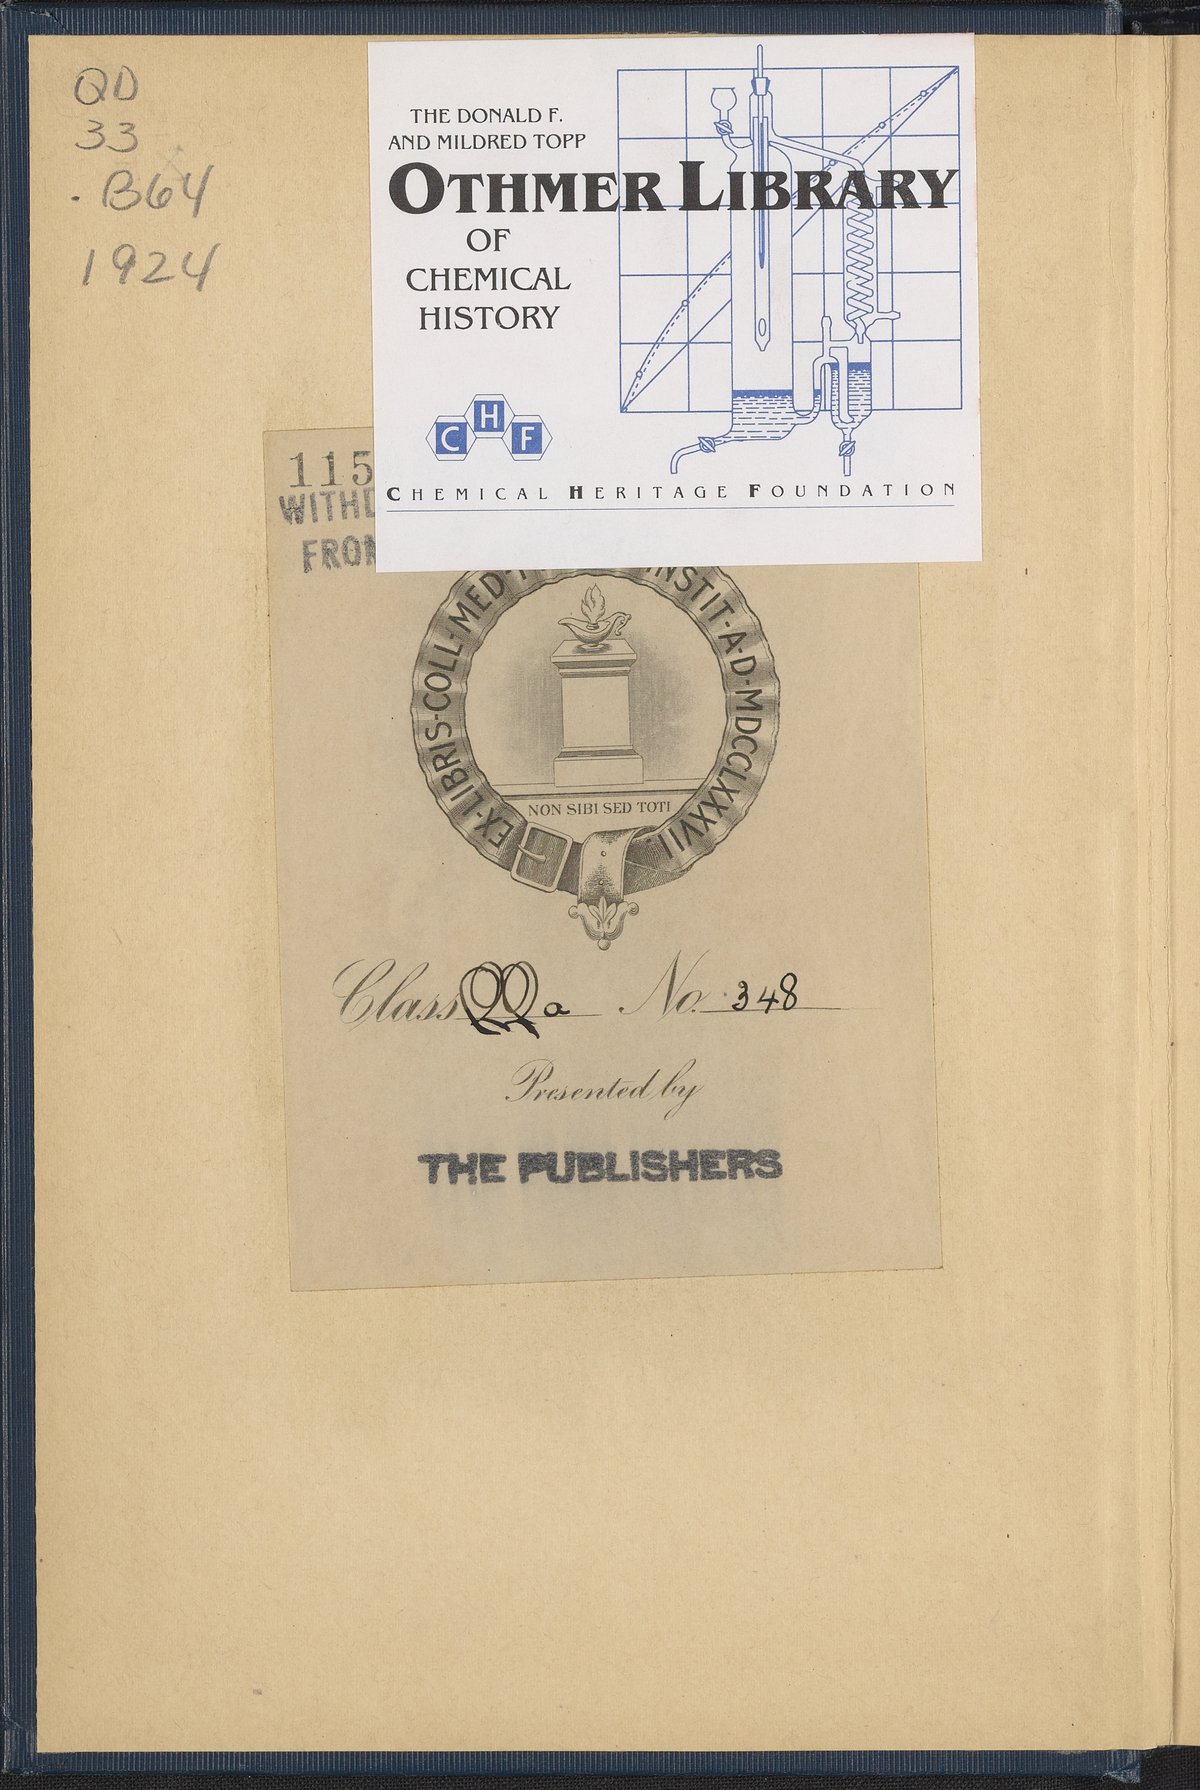 QD
33
.B64
1924
THE DONALD F.
AND MILDRED TOPP
OTHMER LIBRARY
OF
CHEMICAL
HISTORY
CHF
CHEMICAL HERITAGE FOUNDATION
115
WITHD
FROM
EX·LIBRIS·COLL·MED· INSTIT·A·D·MDCCLXXXVII·
NON SIBI SED TOTI
Class QQa No. 348
Presented by
THE PUBLISHERS